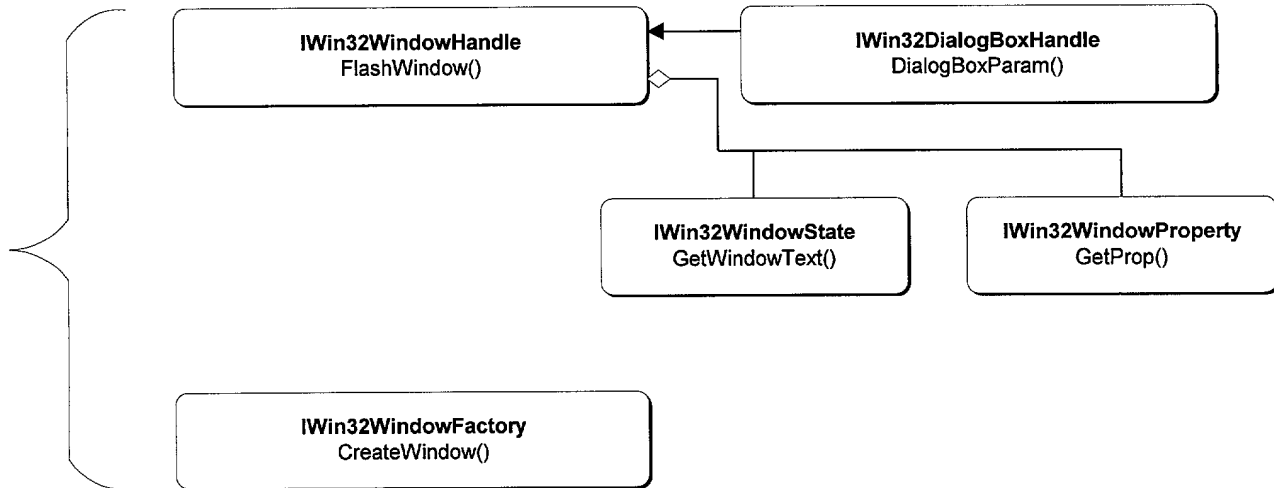 IWin32WindowHandle
FlashWindow()
IWin32DialogBoxHandle
DialogBoxParam()
IWin32WindowState
GetWindowText()
IWin32WindowProperty
GetProp()
IWin32WindowFactory
CreateWindow()